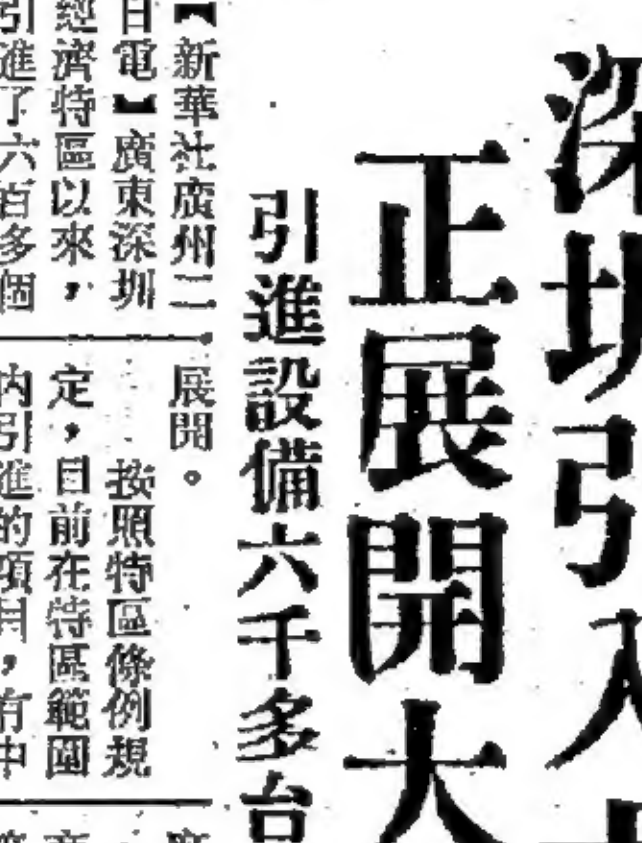 深圳引入
正展開大
引進設備六千多台
【新華社廣州二
日電】廣東深圳
經濟特區以來，
引進了六百多個
展開。
按照特區條例規
定，目前在特區範圍
內引進的項目，有中